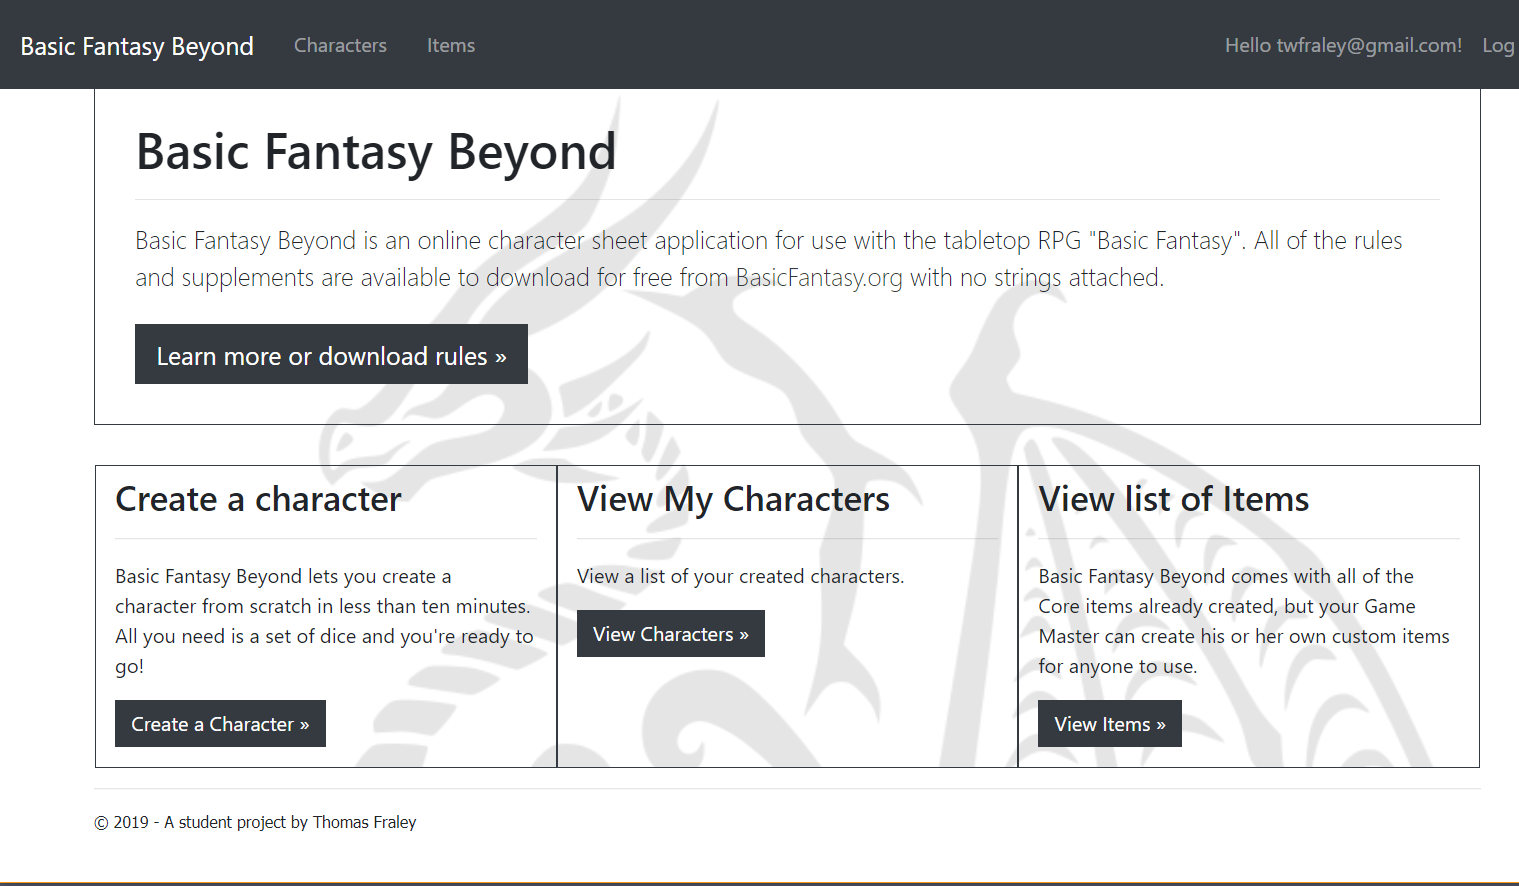 Basic Fantasy Beyond Characters Items Hello twfraley@gmail.com! Log
Basic Fantasy Beyond
Basic Fantasy Beyond is an online character sheet application for use with the tabletop RPG "Basic Fantasy". All of the rules
and supplements are available to download for free from BasicFantasy.org with no strings attached.
Learn more or download rules »
Create a character
Basic Fantasy Beyond lets you create a
character from scratch in less than ten minutes.
All you need is a set of dice and you're ready to
go!
Create a Character »
View My Characters
View a list of your created characters.
View Characters »
View list of Items
Basic Fantasy Beyond comes with all of the
Core items already created, but your Game
Master can create his or her own custom items
for anyone to use.
View Items »
© 2019 - A student project by Thomas Fraley